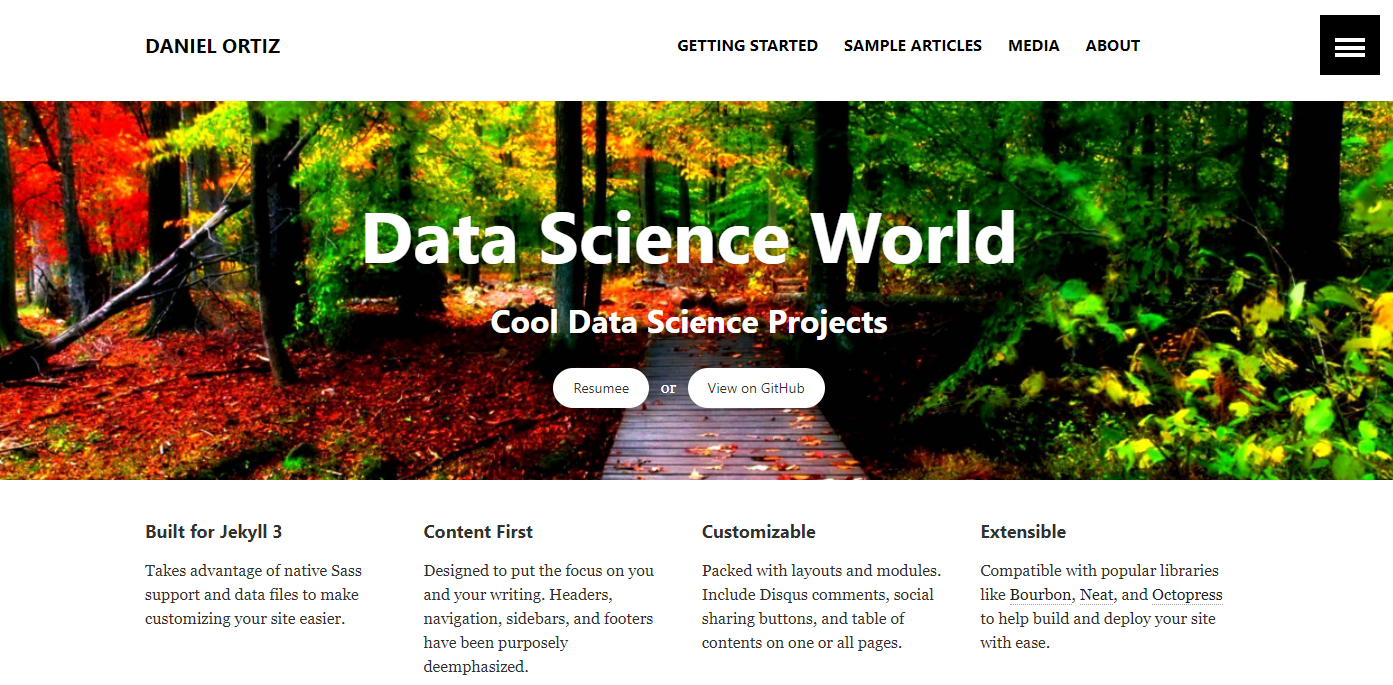 DANIEL ORTIZ
GETTING STARTED SAMPLE ARTICLES MEDIA ABOUT
Data Science World
Cool Data Science Projects
Resumee or View on GitHub
Built for Jekyll 3
Takes advantage of native Sass
support and data files to make
customizing your site easier.
Content First
Designed to put the focus on you
and your writing. Headers,
navigation, sidebars, and footers
have been purposely
deemphasized.
Customizable
Packed with layouts and modules.
Include Disqus comments, social
sharing buttons, and table of
contents on one or all pages.
Extensible
Compatible with popular libraries
like Bourbon, Neat, and Octopress
to help build and deploy your site
with ease.